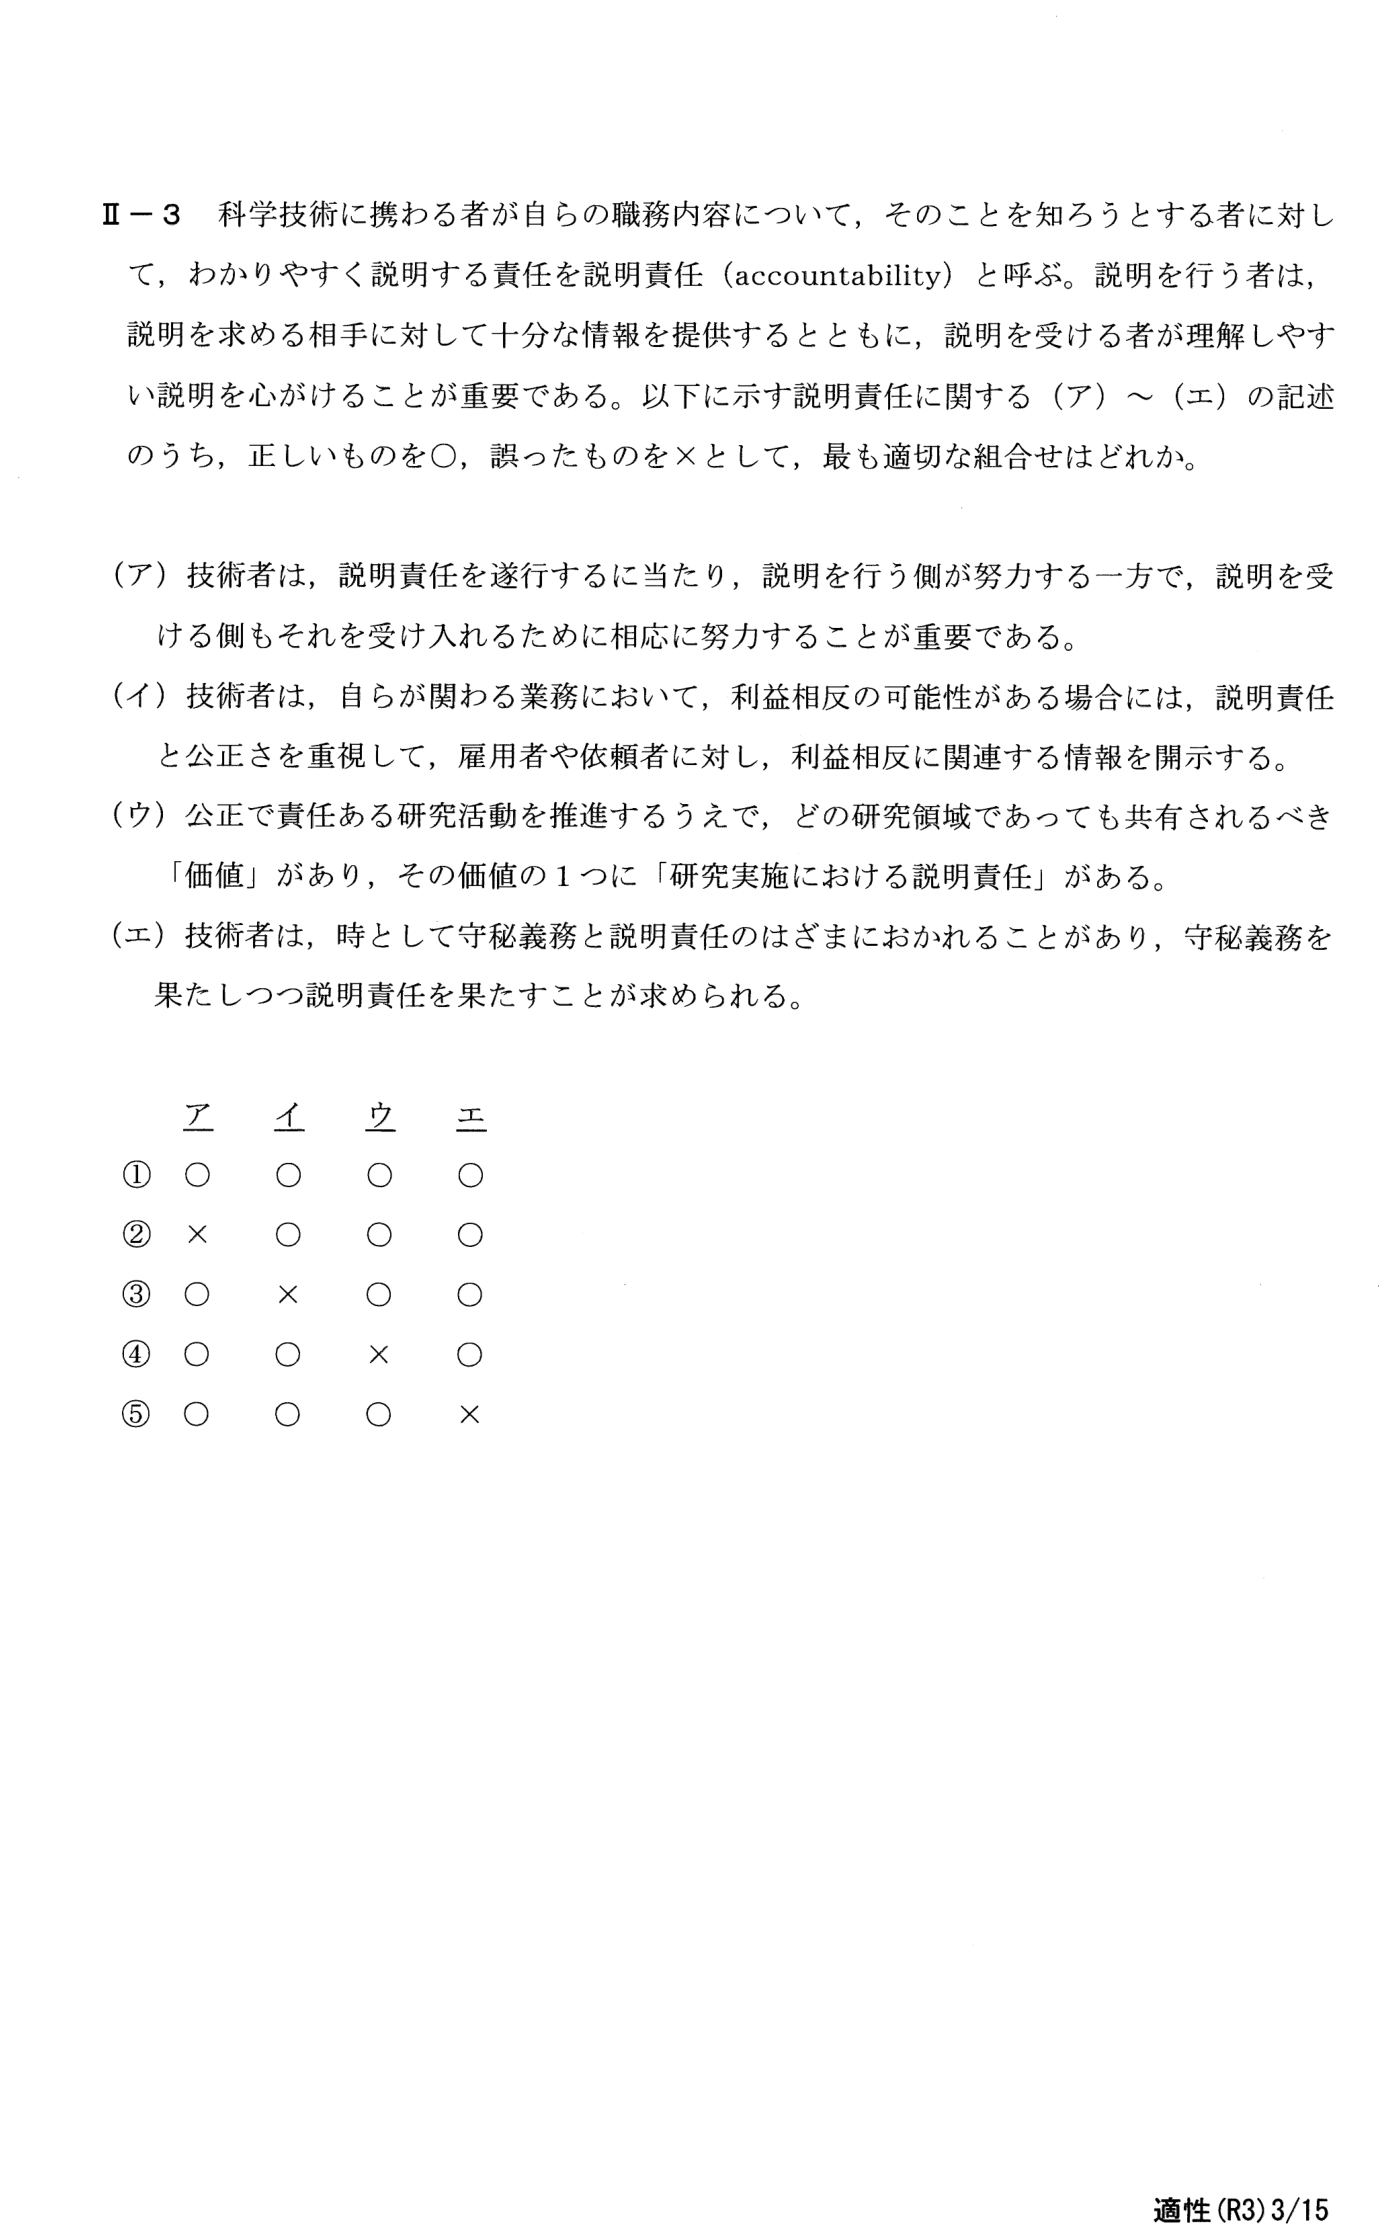 Ⅱ－3　科学技術に携わる者が自らの職務内容について，そのことを知ろうとする者に対し
て，わかりやすく説明する責任を説明責任（accountability）と呼ぶ。説明を行う者は，
説明を求める相手に対して十分な情報を提供するとともに，説明を受ける者が理解しやす
い説明を心がけることが重要である。以下に示す説明責任に関する（ア）～（エ）の記述
のうち，正しいものを○，誤ったものを×として，最も適切な組合せはどれか。
（ア）技術者は，説明責任を遂行するに当たり，説明を行う側が努力する一方で，説明を受
ける側もそれを受け入れるために相応に努力することが重要である。
（イ）技術者は，自らが関わる業務において，利益相反の可能性がある場合には，説明責任
と公正さを重視して，雇用者や依頼者に対し，利益相反に関連する情報を開示する。
（ウ）公正で責任ある研究活動を推進するうえで，どの研究領域であっても共有されるべき
「価値」があり，その価値の1つに「研究実施における説明責任」がある。
（エ）技術者は，時として守秘義務と説明責任のはざまにおかれることがあり，守秘義務を
果たしつつ説明責任を果たすことが求められる。
ア　イ　ウ　エ
①　○　○　○　○
②　×　○　○　○
③　○　×　○　○
④　○　○　×　○
⑤　○　○　○　×
適性(R3)3/15